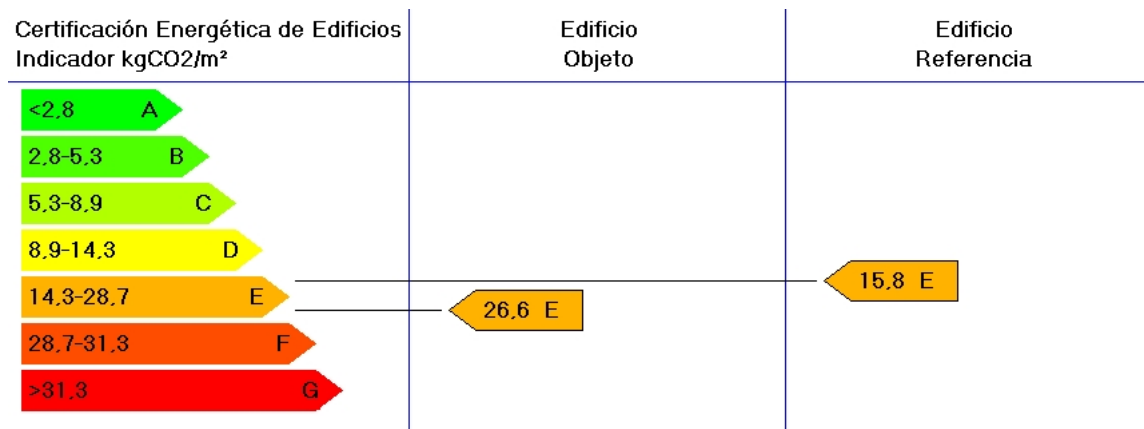 Certificación Energética de Edificios
Indicador kgCO2/m²
Edificio
Objeto
Edificio
Referencia
<2,8 A
2,8-5,3 B
5,3-8,9 C
8,9-14,3 D
14,3-28,7 E
28,7-31,3 F
>31,3 G
26,6 E
15,8 E